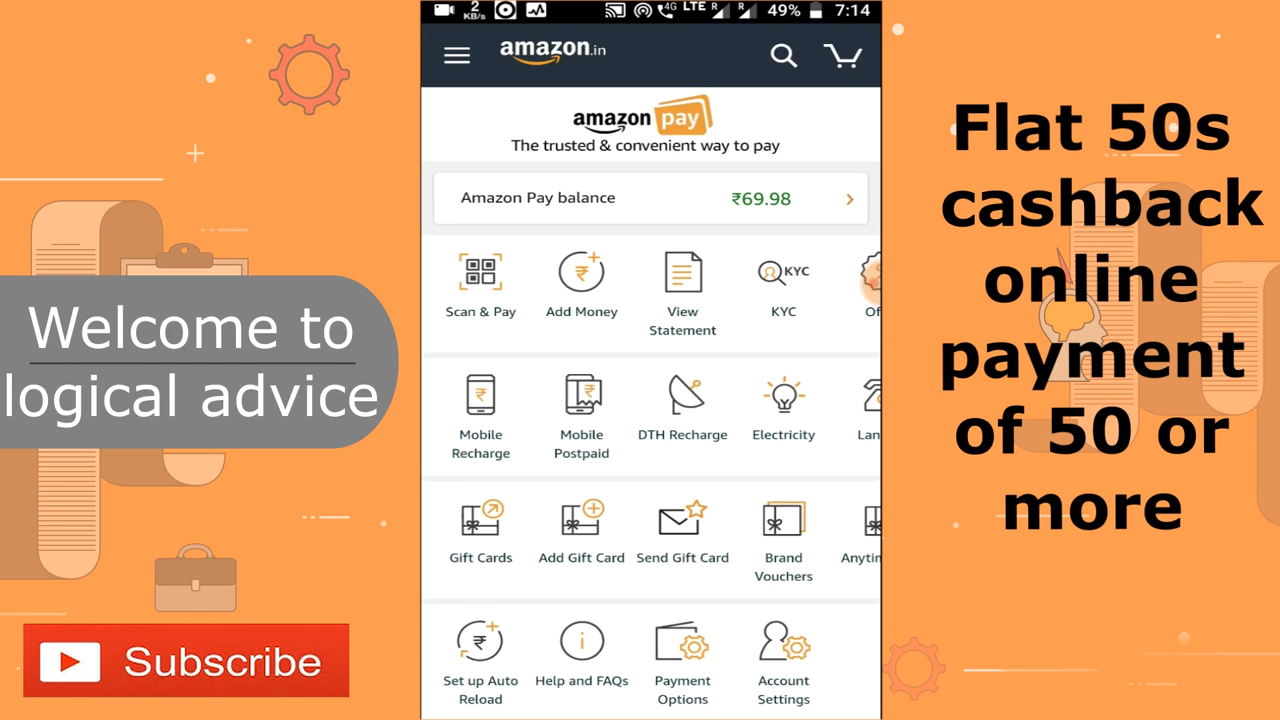 Welcome to
logical advice
Subscribe
2
KB/s
4G
LTE
R
R
49%
7:14
amazon.in
amazon pay
The trusted & convenient way to pay
Amazon Pay balance ₹69.98
KYC
Scan & Pay
Add Money
View
Statement
KYC
Of
Mobile
Recharge
Mobile
Postpaid
DTH Recharge
Electricity
Lan
Gift Cards
Add Gift Card
Send Gift Card
Brand
Vouchers
Anytin
Set up Auto
Reload
Help and FAQs
Payment
Options
Account
Settings
Flat 50s
cashback
online
payment
of 50 or
more